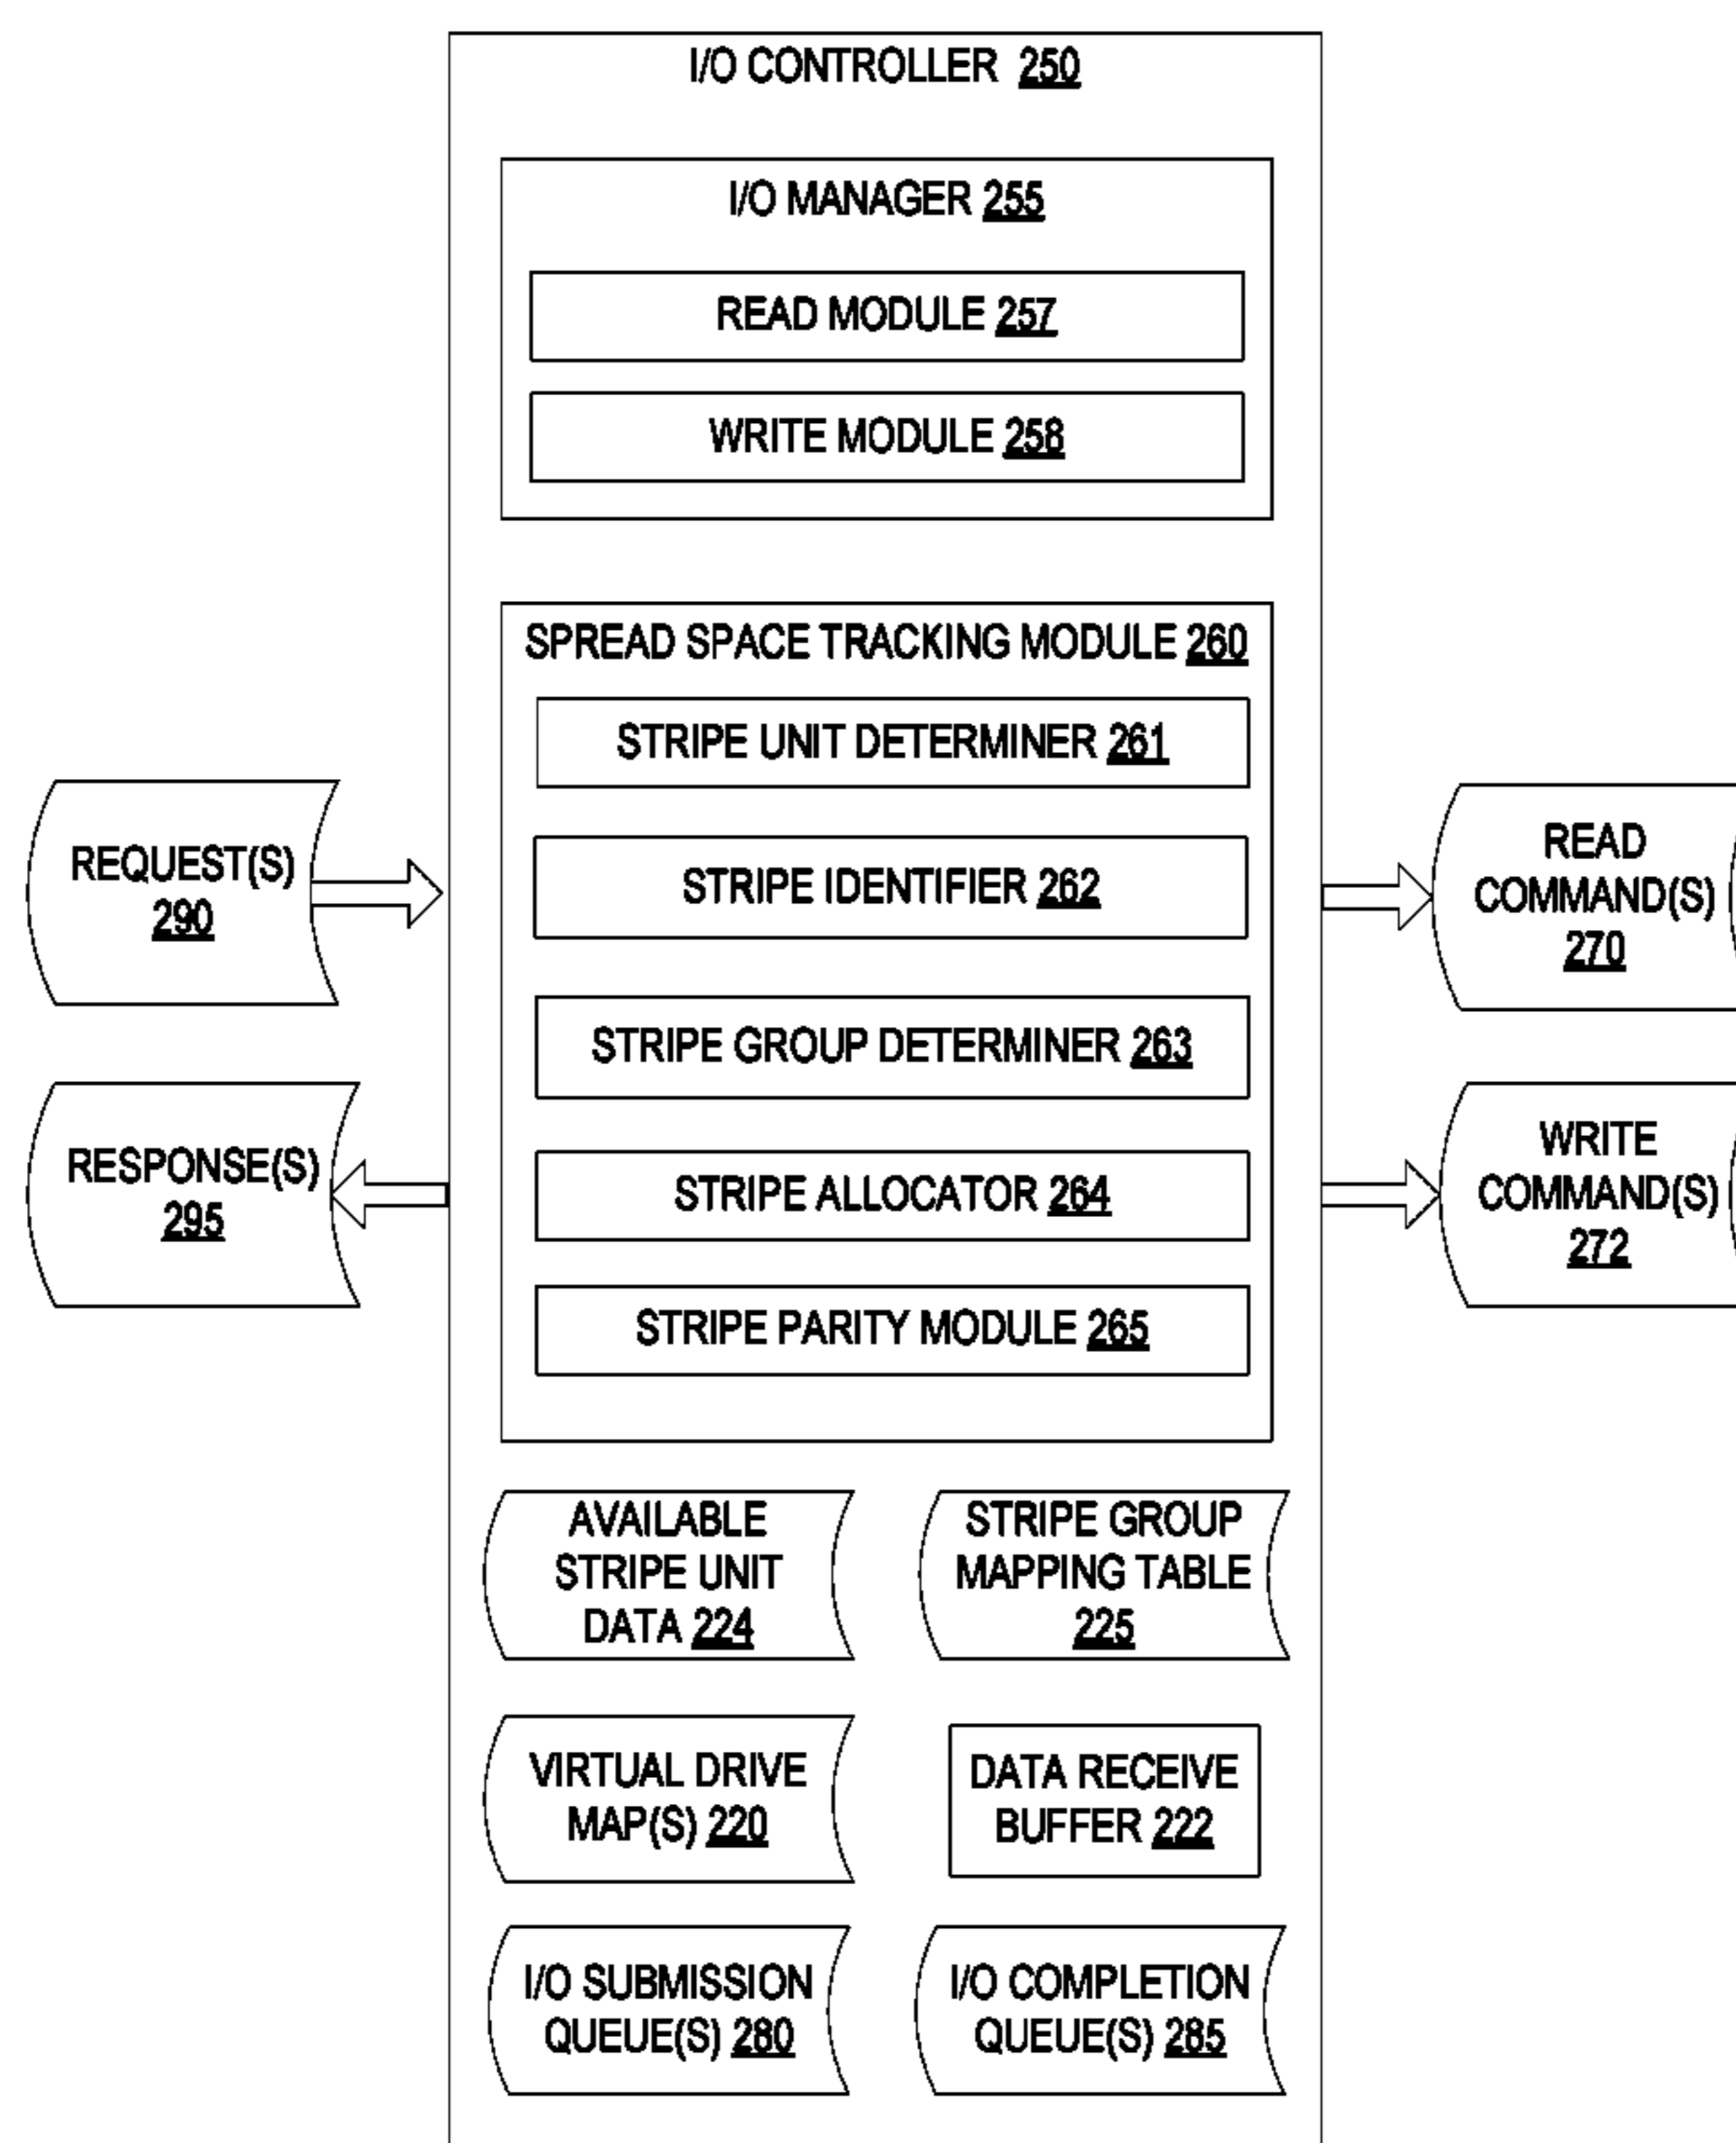 I/O CONTROLLER 250
I/O MANAGER 255
READ MODULE 257
WRITE MODULE 258
SPREAD SPACE TRACKING MODULE 260
STRIPE UNIT DETERMINER 261
STRIPE IDENTIFIER 262
STRIPE GROUP DETERMINER 263
STRIPE ALLOCATOR 264
STRIPE PARITY MODULE 265
REQUEST(S)
290
RESPONSE(S)
295
READ
COMMAND(S)
270
WRITE
COMMAND(S)
272
AVAILABLE
STRIPE UNIT
DATA 224
STRIPE GROUP
MAPPING TABLE
225
VIRTUAL DRIVE
MAP(S) 220
DATA RECEIVE
BUFFER 222
I/O SUBMISSION
QUEUE(S) 280
I/O COMPLETION
QUEUE(S) 285